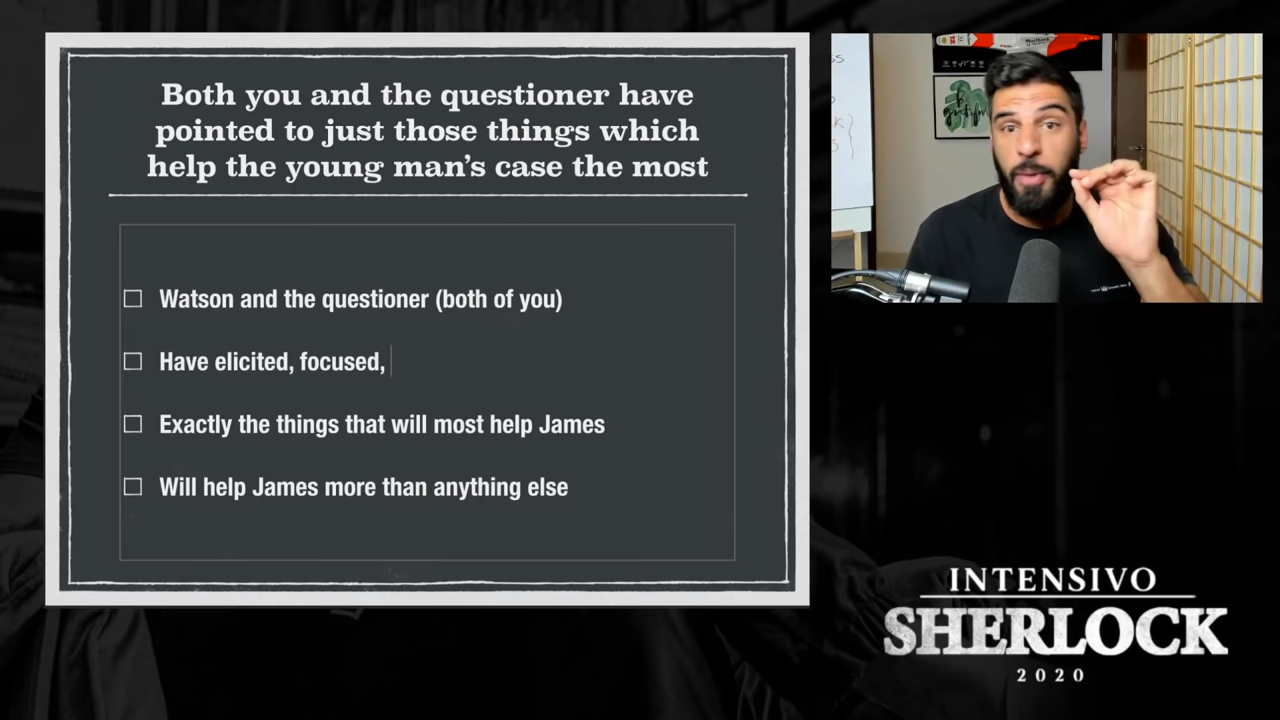 Both you and the questioner have
pointed to just those things which
help the young man's case the most
☐ Watson and the questioner (both of you)
☐ Have elicited, focused,
☐ Exactly the things that will most help James
☐ Will help James more than anything else
INTENSIVO
SHERLOCK
2020